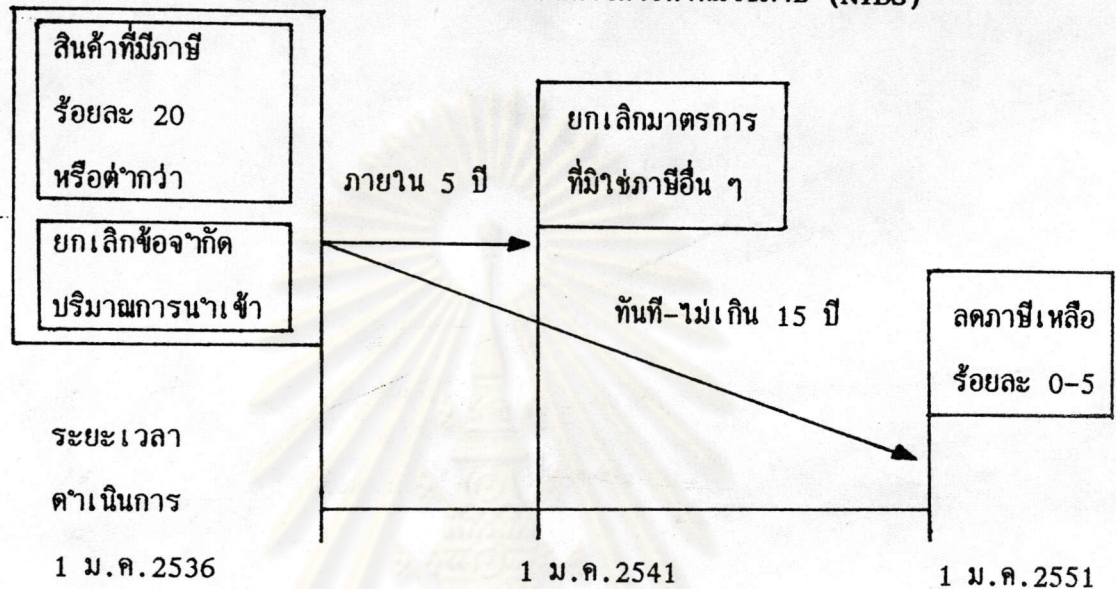 (NTBS)
สินค้าที่มีภาษี
ร้อยละ 20
หรือต่ำกว่า
ยกเลิกข้อจำกัด
ปริมาณการนำเข้า
ภายใน 5 ปี
ยกเลิกมาตรการ
ที่มิใช่ภาษีอื่น ๆ
ทันที-ไม่เกิน 15 ปี
ลดภาษีเหลือ
ร้อยละ 0-5
ระยะเวลา
ดำเนินการ
1 ม.ค.2536
1 ม.ค.2541
1 ม.ค.2551